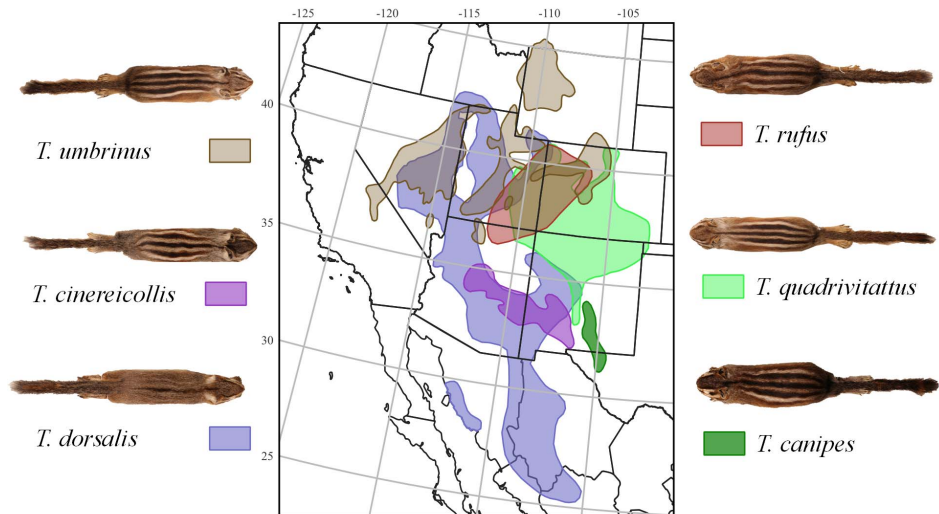 -125 -120 -115 -110 -105
40
35
30
25
T. umbrinus
T. cinereicollis
T. dorsalis
T. rufus
T. quadrivitattus
T. canipes